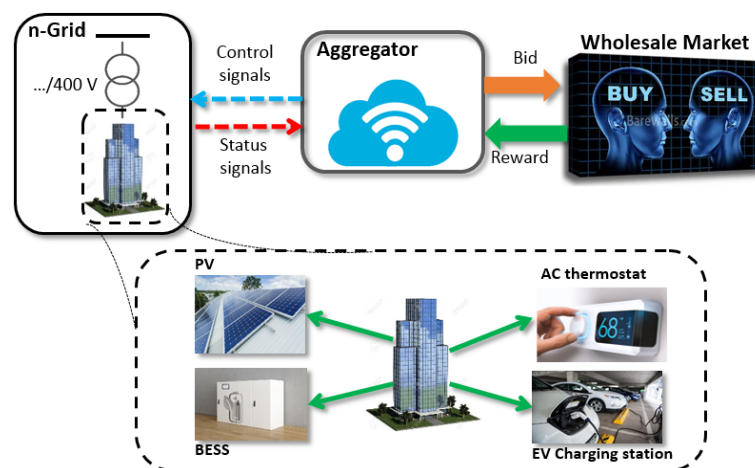 n-Grid
.../400 V
Control
signals
Status
signals
Aggregator
Bid
Reward
Wholesale Market
BUY
SELL
Barewalls
PV
AC thermostat
68
BESS
EV Charging station